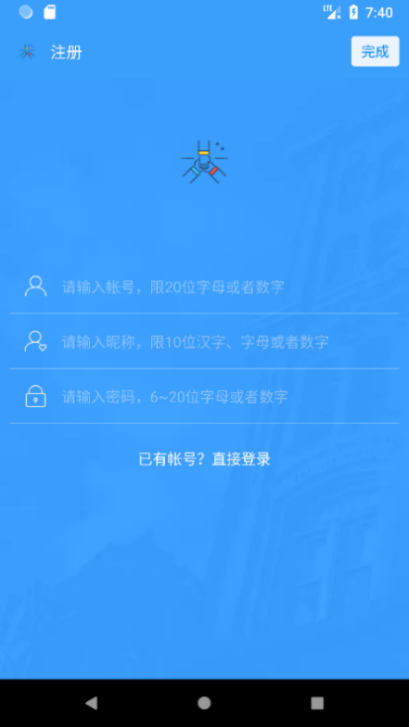 LTE 7:40
注册 完成
请输入帐号，限20位字母或者数字
请输入昵称，限10位汉字、字母或者数字
请输入密码，6~20位字母或者数字
已有帐号？直接登录